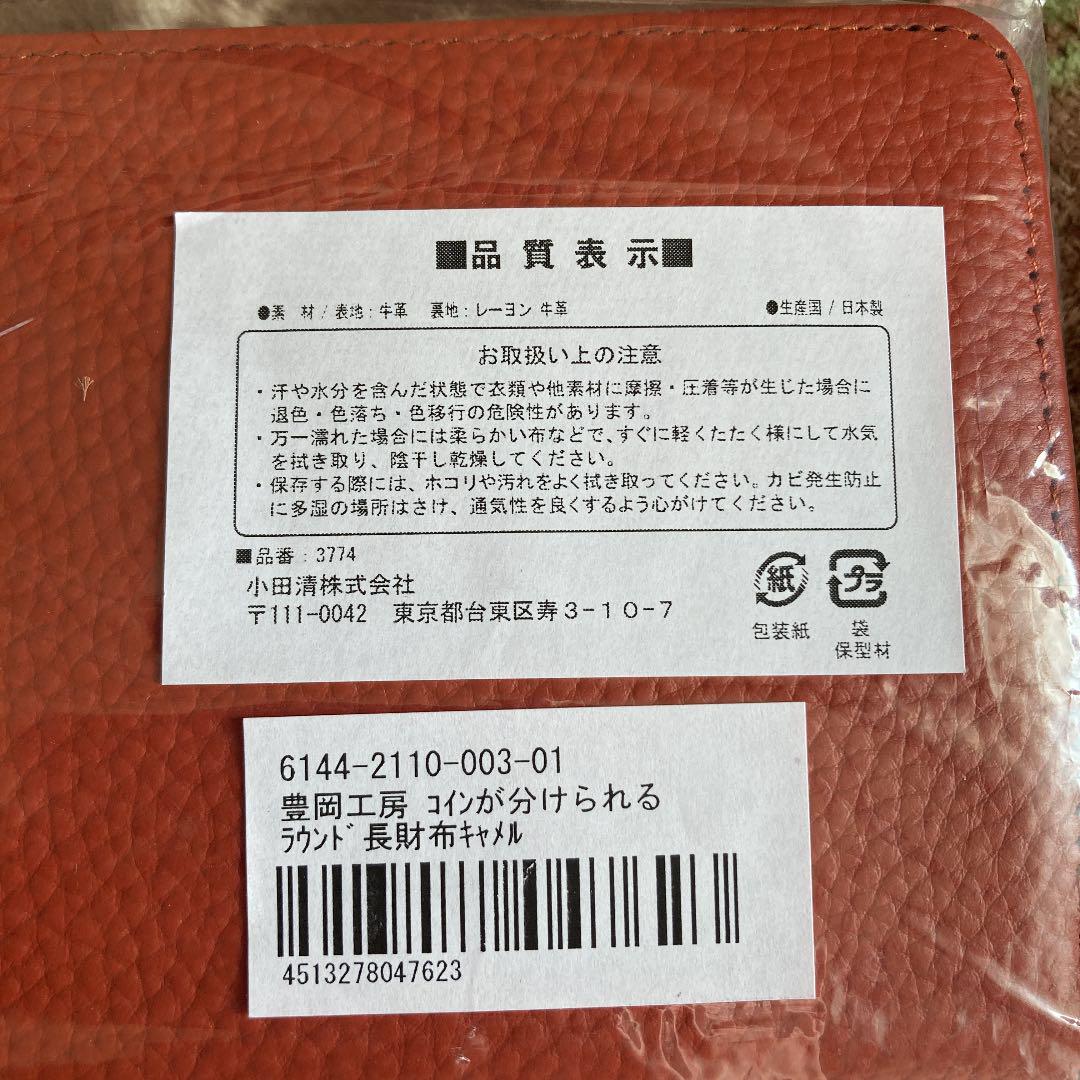 ■品質表示■
●素 材 / 表地 : 牛革 裏地 : レーヨン 牛革 ●生産国 / 日本製
お取扱い上の注意
・汗や水分を含んだ状態で衣類や他素材に摩擦・圧着等が生じた場合に
退色・色落ち・色移行の危険性があります。
・万一濡れた場合には柔らかい布などで、すぐに軽くたたく様にして水気
を拭き取り、陰干し乾燥してください。
・保存する際には、ホコリや汚れをよく拭き取ってください。カビ発生防止
に多湿の場所はさけ、通気性を良くするよう心がけてください。
■品番 : 3774
小田清株式会社
〒111-0042 東京都台東区寿3-10-7
紙
包装紙
プラ
袋
保型材
6144-2110-003-01
豊岡工房 ｺｲﾝが分けられる
ﾗｳﾝﾄﾞ長財布ｷｬﾒﾙ
4513278047623